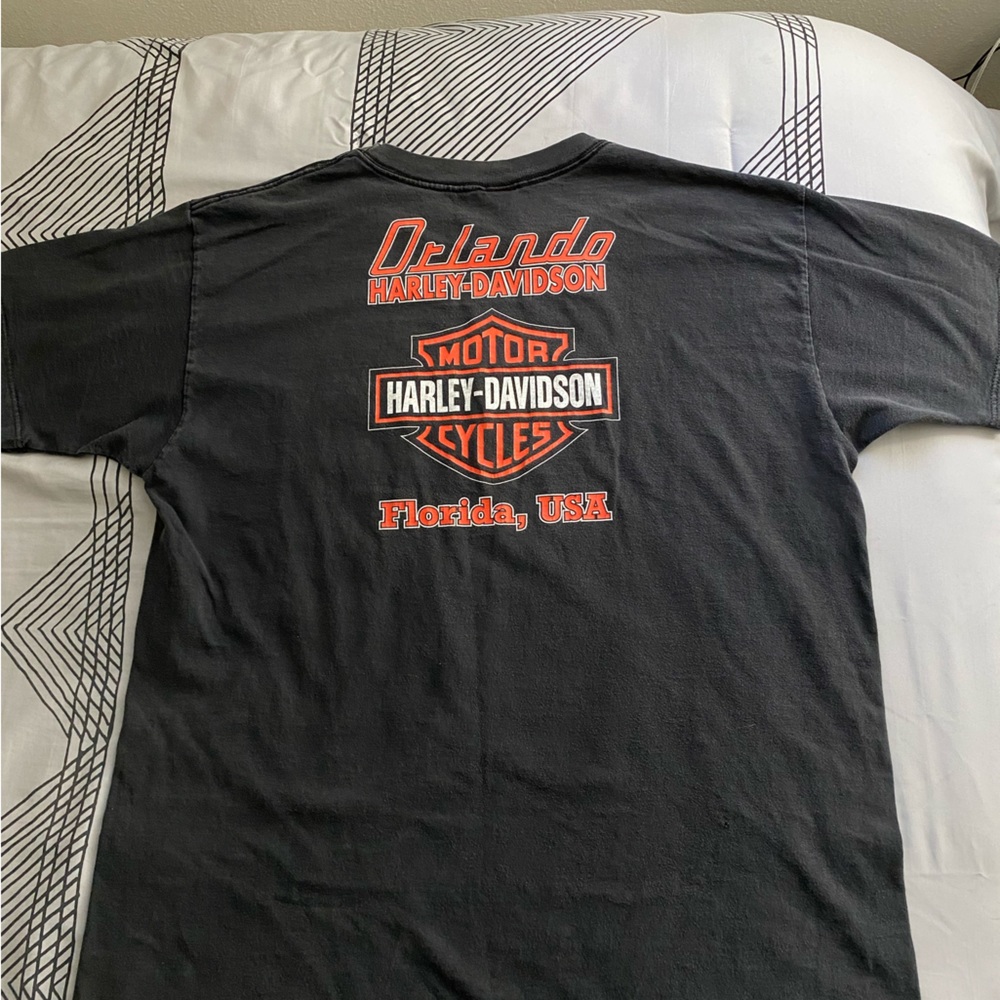 Orlando
HARLEY-DAVIDSON
MOTOR
HARLEY-DAVIDSON
CYCLES
Florida, USA